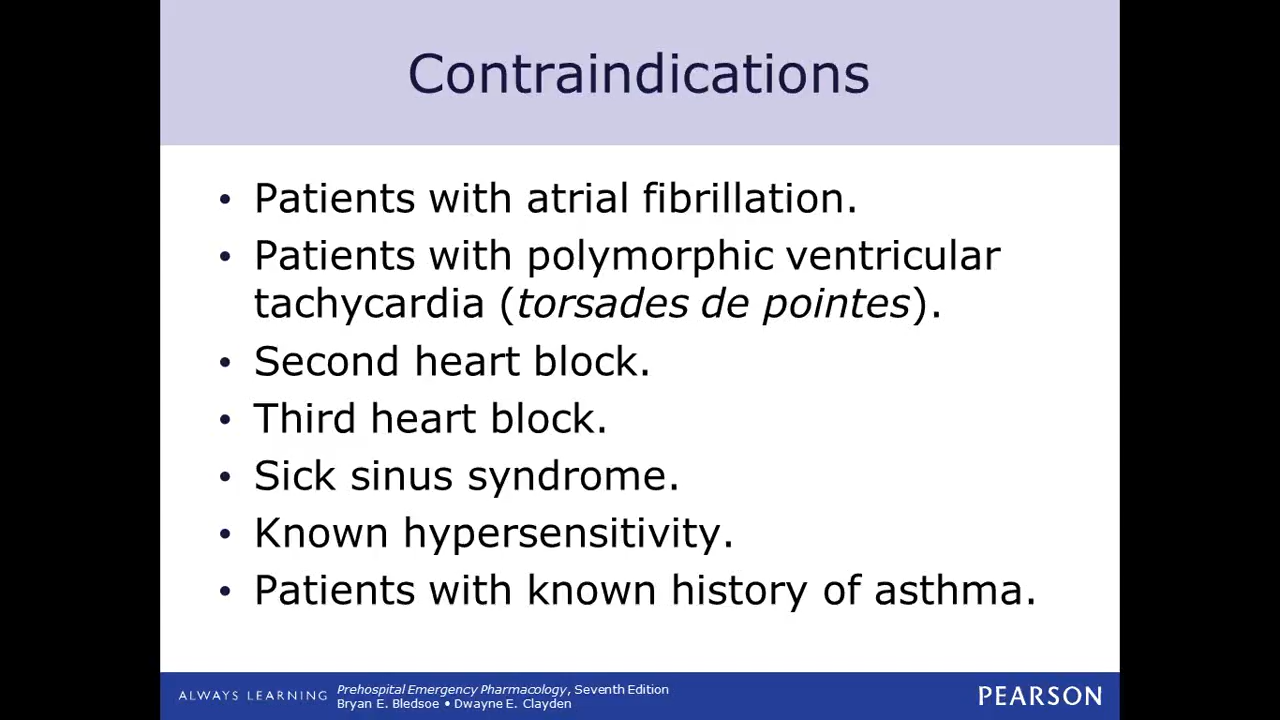 Contraindications
• Patients with atrial fibrillation.
• Patients with polymorphic ventricular
tachycardia (torsades de pointes).
• Second heart block.
• Third heart block.
• Sick sinus syndrome.
• Known hypersensitivity.
• Patients with known history of asthma.
ALWAYS LEARNING
Prehospital Emergency Pharmacology, Seventh Edition
Bryan E. Bledsoe • Dwayne E. Clayden
PEARSON